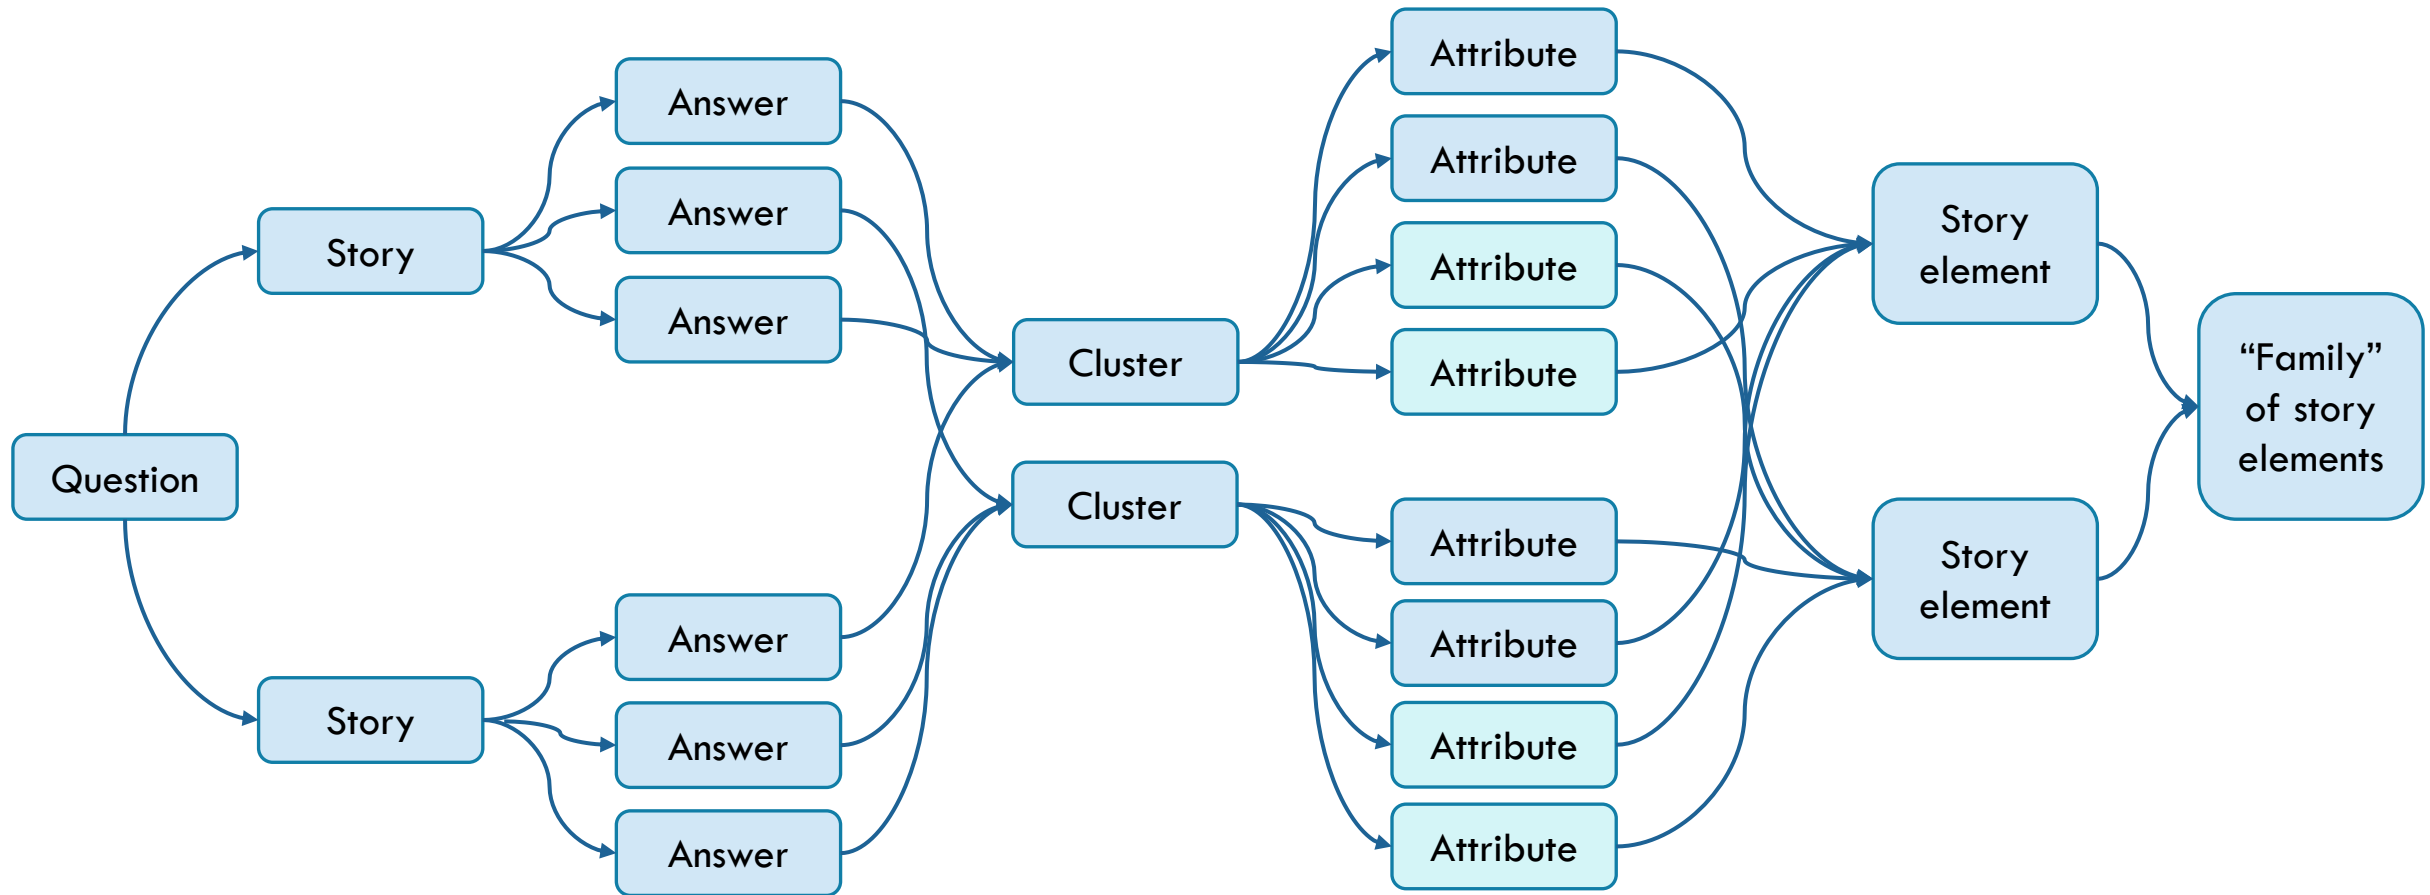 Question
Story
Story
Answer
Answer
Answer
Answer
Answer
Answer
Cluster
Cluster
Attribute
Attribute
Attribute
Attribute
Attribute
Attribute
Attribute
Attribute
Story
element
Story
element
“Family”
of story
elements